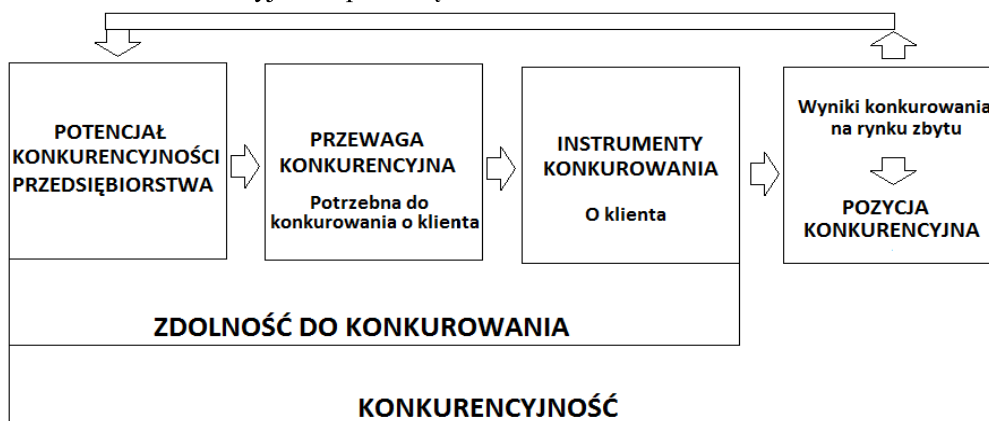 POTENCJAŁ
KONKURENCYJNOŚCI
PRZEDSIĘBIORSTWA
PRZEWAGA
KONKURENCYJNA
Potrzebna do
konkurowania o klienta
INSTRUMENTY
KONKUROWANIA
O klienta
Wyniki konkurowania
na rynku zbytu
POZYCJA
KONKURENCYJNA
ZDOLNOŚĆ DO KONKUROWANIA
KONKURENCYJNOŚĆ